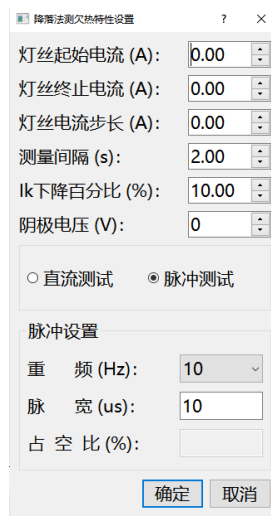 降落法测欠热特性设置 ? ×
灯丝起始电流 (A): 0.00
灯丝终止电流 (A): 0.00
灯丝电流步长 (A): 0.00
测量间隔 (s): 2.00
Ik下降百分比 (%): 10.00
阴极电压 (V): 0
直流测试 脉冲测试
脉冲设置
重 频 (Hz): 10
脉 宽 (us): 10
占 空 比 (%):
确定 取消